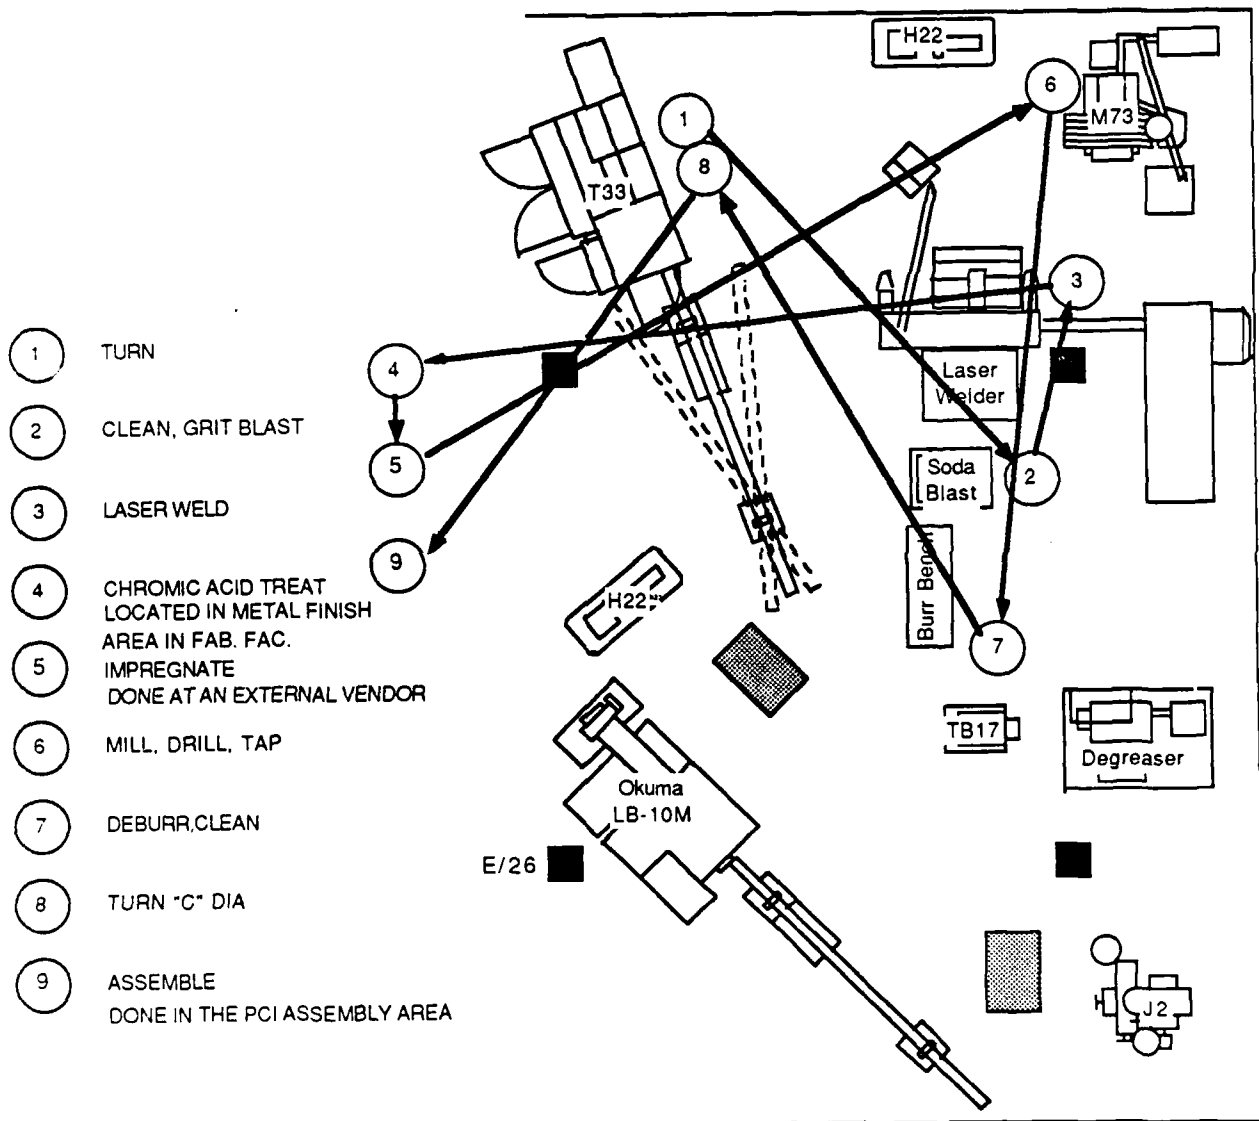 H22
6
M73
1
8
T33
3
1 TURN
4
Laser
Welder
2 CLEAN, GRIT BLAST
5
Soda
Blast
2
3 LASER WELD
9
Burr Bench
4 CHROMIC ACID TREAT
LOCATED IN METAL FINISH
AREA IN FAB. FAC.
H22
5 IMPREGNATE
DONE AT AN EXTERNAL VENDOR
7
6 MILL, DRILL, TAP
TB17
Degreaser
Okuma
LB-10M
7 DEBURR,CLEAN
E/26
8 TURN "C" DIA
9 ASSEMBLE
DONE IN THE PCI ASSEMBLY AREA
J2